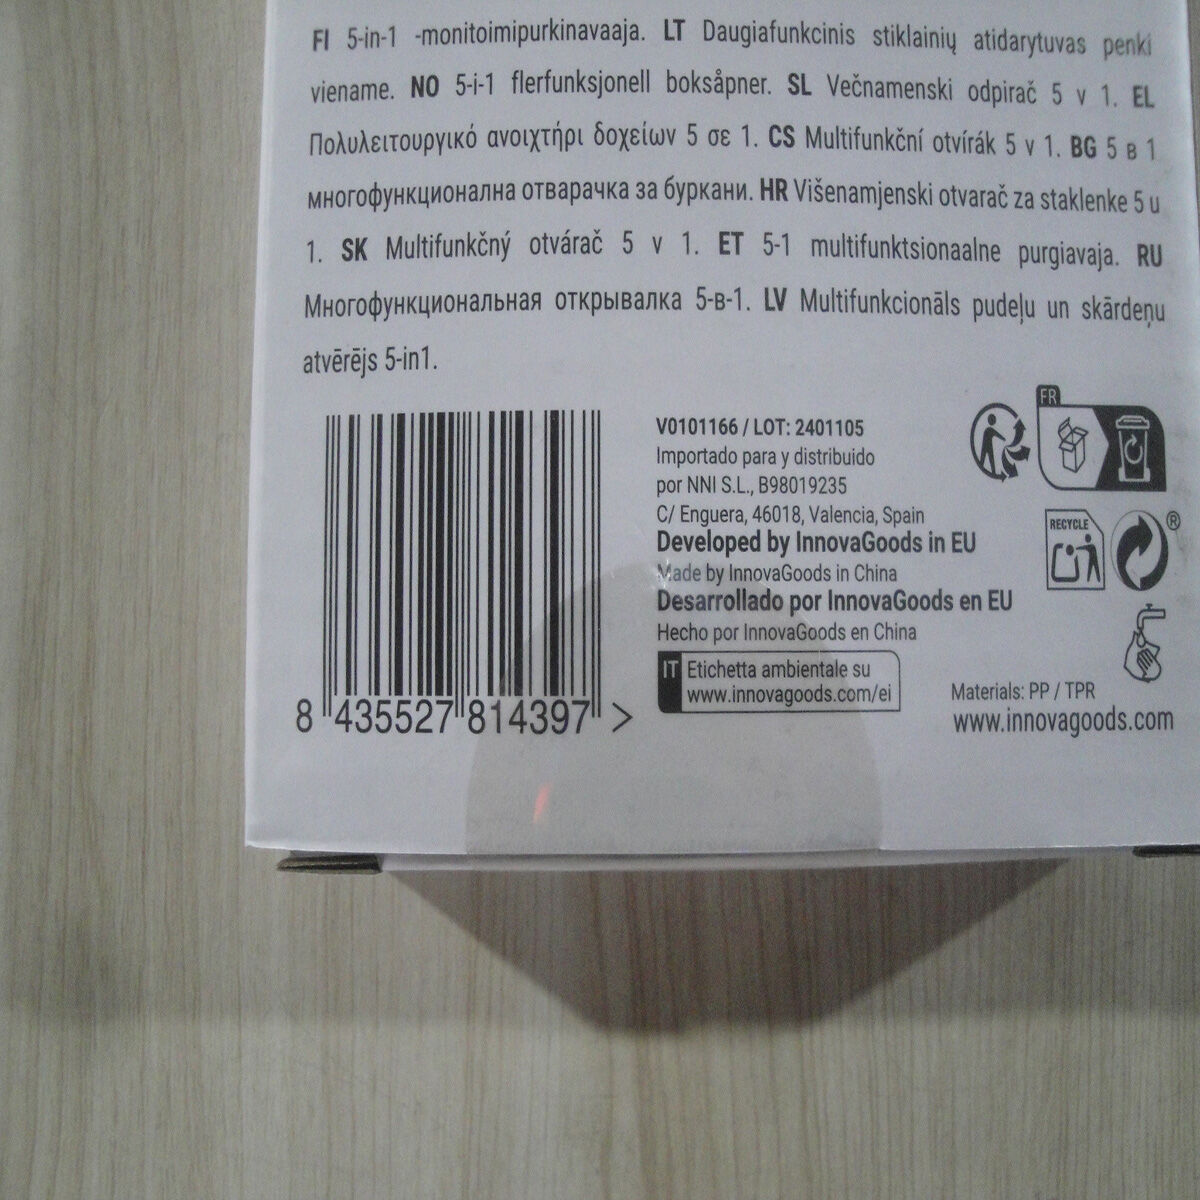 FI 5-in-1 -monitoimipurkinavaaja. LT Daugiafunkcinis stiklainių atidarytuvas penki
viename. NO 5-i-1 flerfunksjonell boksåpner. SL Večnamenski odpirač 5 v 1. EL
Πολυλειτουργικό ανοιχτήρι δοχείων 5 σε 1. CS Multifunkční otvírák 5 v 1. BG 5 в 1
многофункционална отварачка за буркани. HR Višenamjenski otvarač za staklenke 5 u
1. SK Multifunkčný otvárač 5 v 1. ET 5-1 multifunktsionaalne purgiavaja. RU
Многофункциональная открывалка 5-в-1. LV Multifunkcionāls pudeļu un skārdeņu
atvērējs 5-in1.
V0101166 / LOT: 2401105
Importado para y distribuido
por NNI S.L., B98019235
C/ Enguera, 46018, Valencia, Spain
Developed by InnovaGoods in EU
Made by InnovaGoods in China
Desarrollado por InnovaGoods en EU
Hecho por InnovaGoods en China
IT Etichetta ambientale su
www.innovagoods.com/ei
8 435527 814397 >
FR
RECYCLE
®
Materials: PP / TPR
www.innovagoods.com